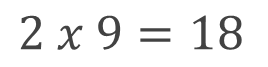 2 x 9 = 18